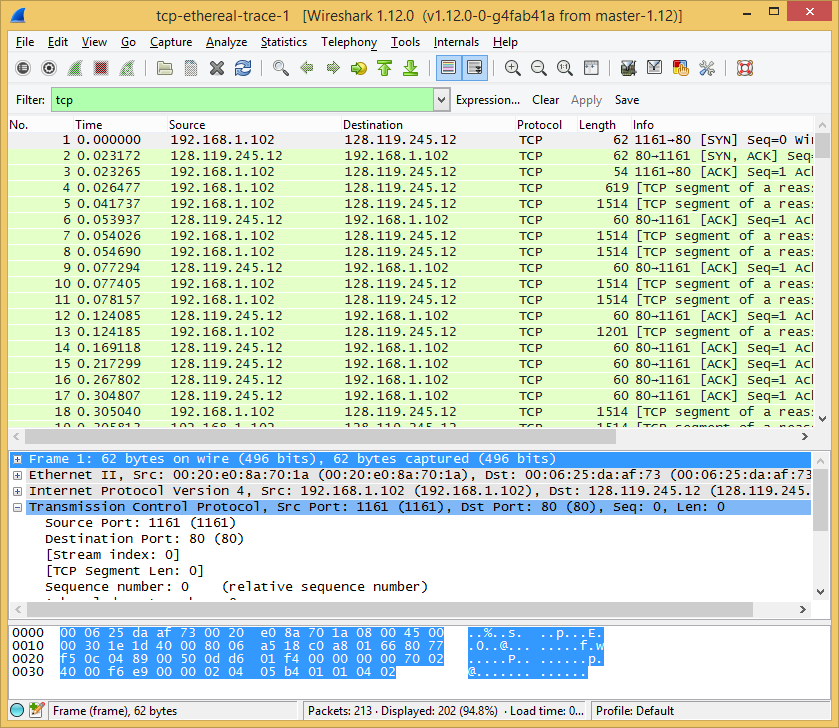 tcp-ethereal-trace-1 [Wireshark 1.12.0 (v1.12.0-0-g4fab41a from master-1.12)]
File Edit View Go Capture Analyze Statistics Telephony Tools Internals Help
Filter: tcp Expression... Clear Apply Save
No. Time Source Destination Protocol Length Info
1 0.000000 192.168.1.102 128.119.245.12 TCP 62 1161→80 [SYN] Seq=0 Wi
2 0.023172 128.119.245.12 192.168.1.102 TCP 62 80→1161 [SYN, ACK] Seq
3 0.023265 192.168.1.102 128.119.245.12 TCP 54 1161→80 [ACK] Seq=1 Ac
4 0.026477 192.168.1.102 128.119.245.12 TCP 619 [TCP segment of a reas
5 0.041737 192.168.1.102 128.119.245.12 TCP 1514 [TCP segment of a reas
6 0.053937 128.119.245.12 192.168.1.102 TCP 60 80→1161 [ACK] Seq=1 Ac
7 0.054026 192.168.1.102 128.119.245.12 TCP 1514 [TCP segment of a reas
8 0.054690 192.168.1.102 128.119.245.12 TCP 1514 [TCP segment of a reas
9 0.077294 128.119.245.12 192.168.1.102 TCP 60 80→1161 [ACK] Seq=1 Ac
10 0.077405 192.168.1.102 128.119.245.12 TCP 1514 [TCP segment of a reas
11 0.078157 192.168.1.102 128.119.245.12 TCP 1514 [TCP segment of a reas
12 0.124085 128.119.245.12 192.168.1.102 TCP 60 80→1161 [ACK] Seq=1 Ac
13 0.124185 192.168.1.102 128.119.245.12 TCP 1201 [TCP segment of a reas
14 0.169118 128.119.245.12 192.168.1.102 TCP 60 80→1161 [ACK] Seq=1 Ac
15 0.217299 128.119.245.12 192.168.1.102 TCP 60 80→1161 [ACK] Seq=1 Ac
16 0.267802 128.119.245.12 192.168.1.102 TCP 60 80→1161 [ACK] Seq=1 Ac
17 0.304807 128.119.245.12 192.168.1.102 TCP 60 80→1161 [ACK] Seq=1 Ac
18 0.305040 192.168.1.102 128.119.245.12 TCP 1514 [TCP segment of a reas
Frame 1: 62 bytes on wire (496 bits), 62 bytes captured (496 bits)
Ethernet II, Src: 00:20:e0:8a:70:1a (00:20:e0:8a:70:1a), Dst: 00:06:25:da:af:73 (00:06:25:da:af:73
Internet Protocol Version 4, Src: 192.168.1.102 (192.168.1.102), Dst: 128.119.245.12 (128.119.245.
Transmission Control Protocol, Src Port: 1161 (1161), Dst Port: 80 (80), Seq: 0, Len: 0
Source Port: 1161 (1161)
Destination Port: 80 (80)
[Stream index: 0]
[TCP Segment Len: 0]
Sequence number: 0 (relative sequence number)
0000 00 06 25 da af 73 00 20 e0 8a 70 1a 08 00 45 00 ..%..s. ..p...E.
0010 00 30 1e 1d 40 00 80 06 a5 18 c0 a8 01 66 80 77 .0..@... .....f.w
0020 f5 0c 04 89 00 50 0d d6 01 f4 00 00 00 00 70 02 .....P.. ......p.
0030 40 00 f6 e9 00 00 02 04 05 b4 01 01 04 02 @....... ......
Frame (frame), 62 bytes Packets: 213 · Displayed: 202 (94.8%) · Load time: 0... Profile: Default